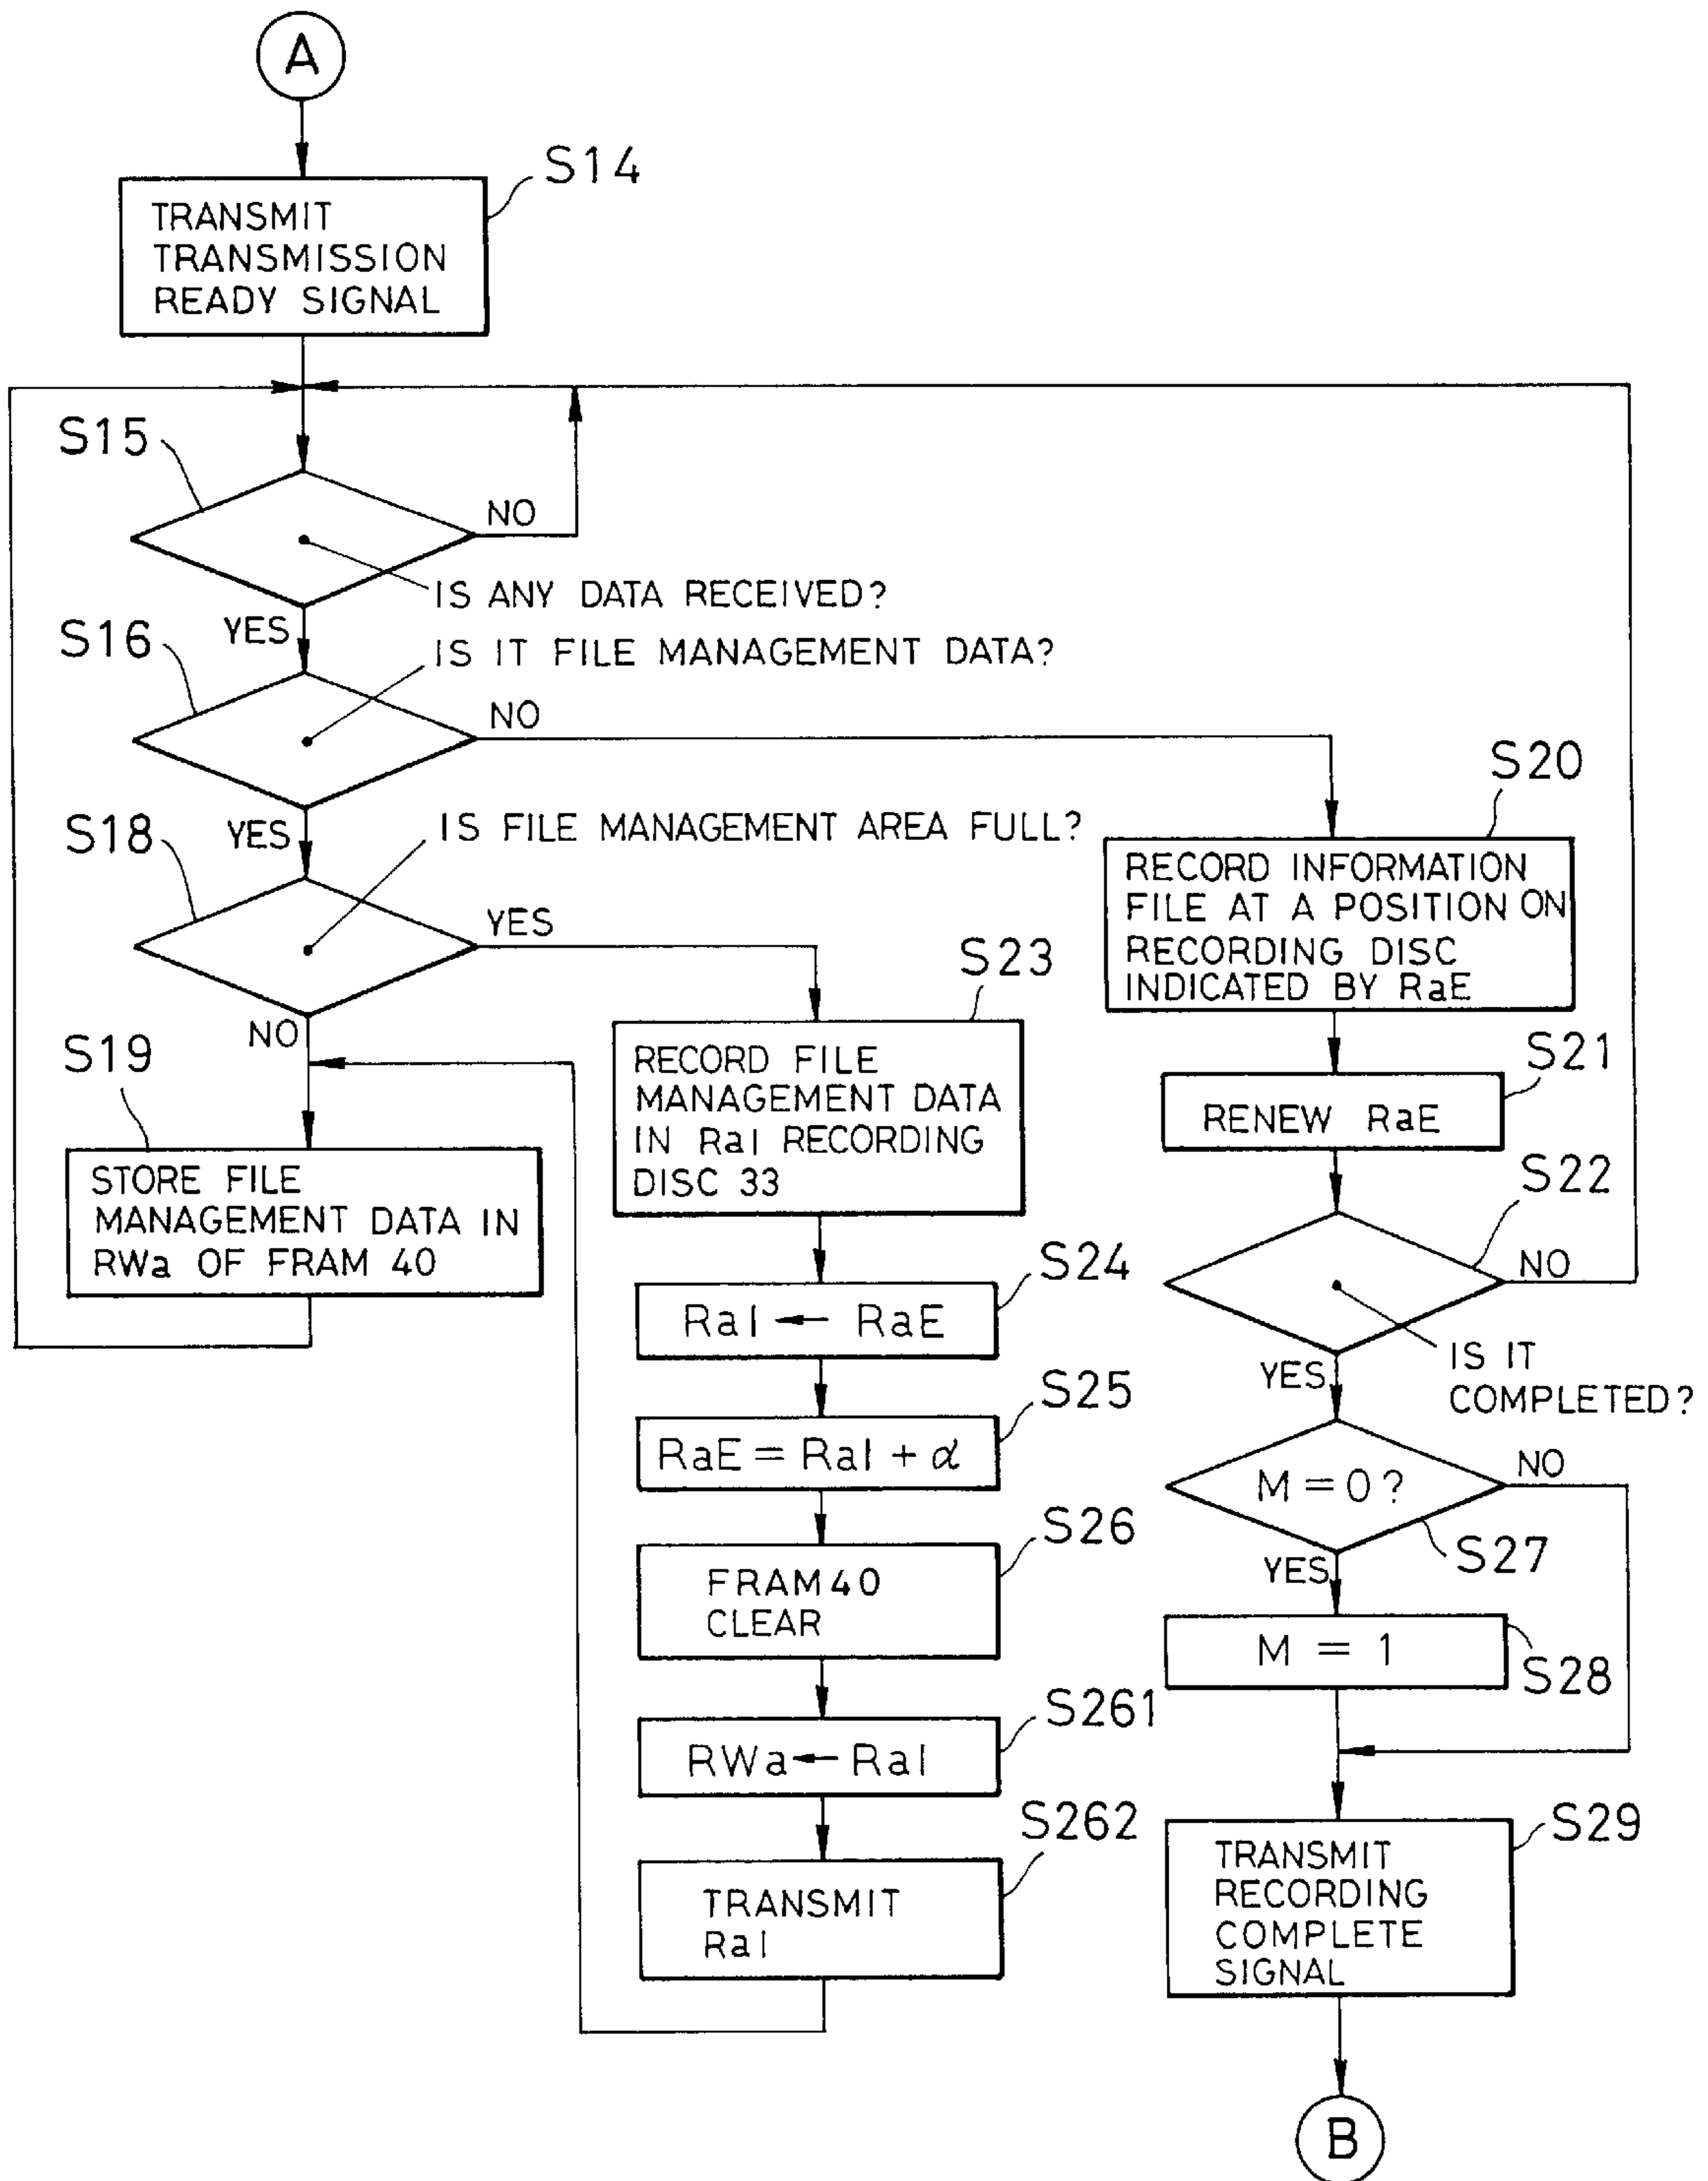 A
S14
TRANSMIT
TRANSMISSION
READY SIGNAL
S15
NO
IS ANY DATA RECEIVED?
YES
S16
IS IT FILE MANAGEMENT DATA?
NO
YES
S18
IS FILE MANAGEMENT AREA FULL?
YES
NO
S19
STORE FILE
MANAGEMENT DATA IN
RWa OF FRAM 40
S23
RECORD FILE
MANAGEMENT DATA
IN RaI RECORDING
DISC 33
S24
RaI ← RaE
S25
RaE = RaI + α
S26
FRAM40
CLEAR
S261
RWa ← RaI
S262
TRANSMIT
RaI
S20
RECORD INFORMATION
FILE AT A POSITION ON
RECORDING DISC
INDICATED BY RaE
S21
RENEW RaE
S22
NO
IS IT
COMPLETED?
YES
M = 0 ?
NO
S27
YES
M = 1
S28
S29
TRANSMIT
RECORDING
COMPLETE
SIGNAL
B